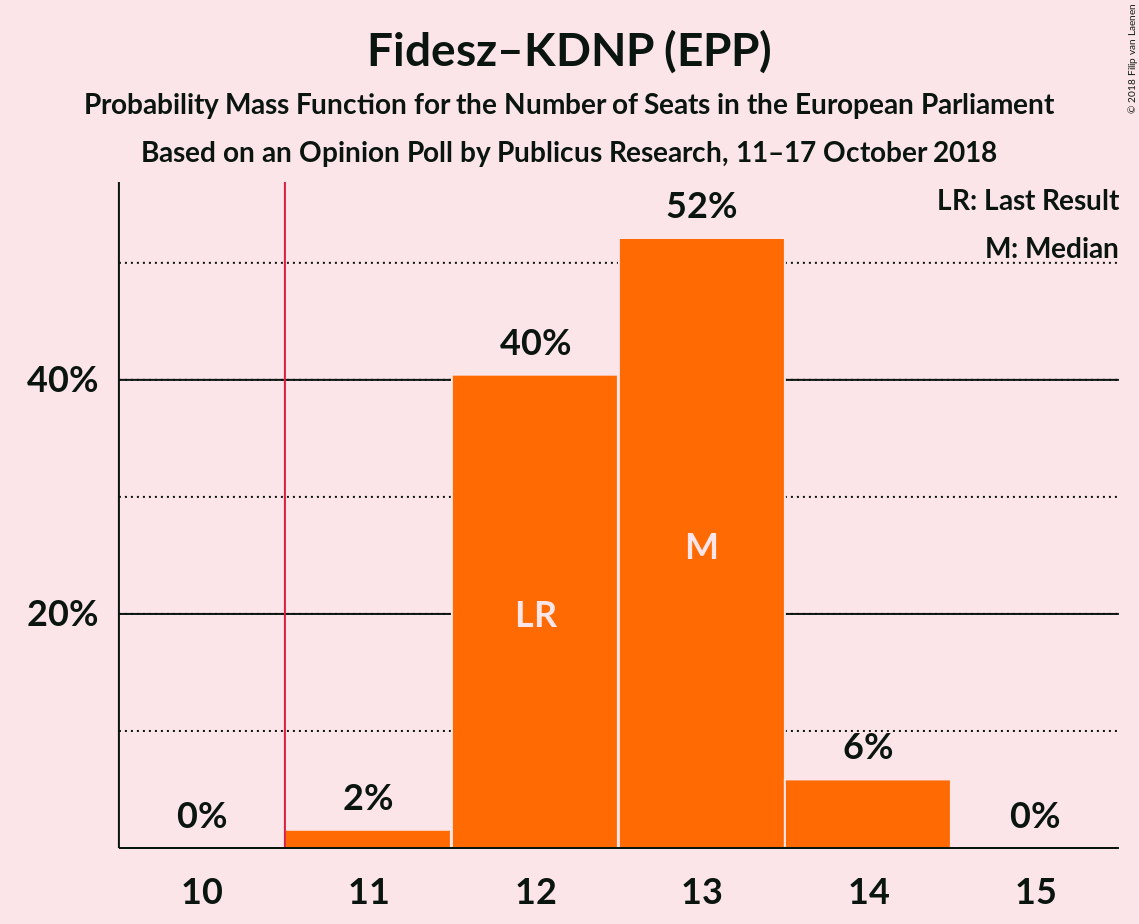 Fidesz–KDNP (EPP)
Probability Mass Function for the Number of Seats in the European Parliament
Based on an Opinion Poll by Publicus Research, 11–17 October 2018
© 2018 Filip van Laenen
LR: Last Result
M: Median
52%
40%
40%
M
LR
20%
6%
2%
0%
0%
10 11 12 13 14 15